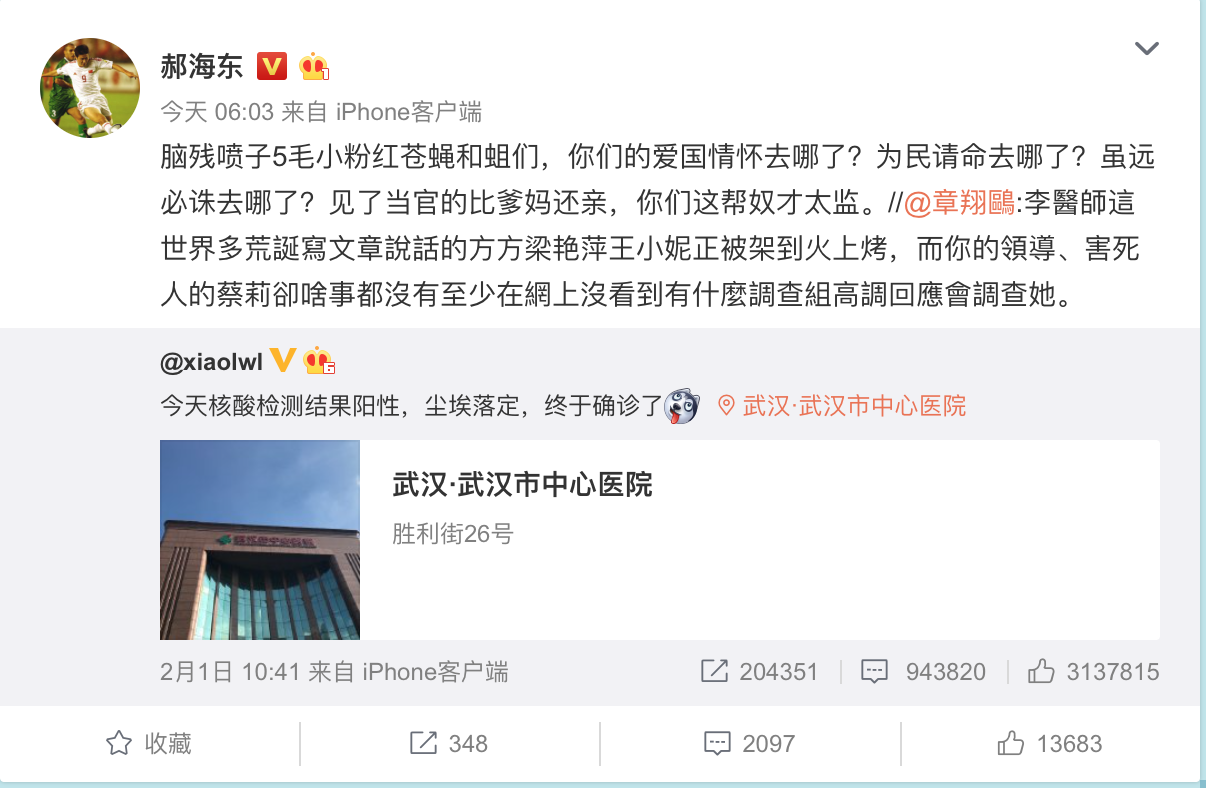 郝海东
今天 06:03 来自 iPhone客户端
脑残喷子5毛小粉红苍蝇和蛆们，你们的爱国情怀去哪了？为民请命去哪了？虽远
必诛去哪了？见了当官的比爹妈还亲，你们这帮奴才太监。//@章翔鷗:李醫師這
世界多荒誕寫文章說話的方方梁艳萍王小妮正被架到火上烤，而你的領導、害死
人的蔡莉卻啥事都沒有至少在網上沒看到有什麼調查組高調回應會調查她。
@xiaolwl
今天核酸检测结果阳性，尘埃落定，终于确诊了 武汉·武汉市中心医院
武汉·武汉市中心医院
胜利街26号
2月1日 10:41 来自 iPhone客户端 204351 943820 3137815
收藏 348 2097 13683